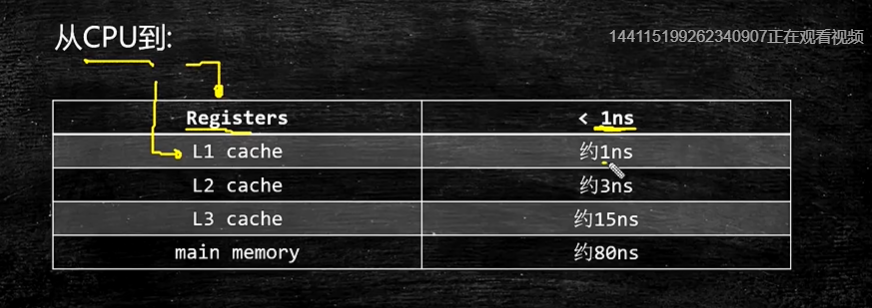 从CPU到:
144115199262340907正在观看视频
Registers < 1ns
L1 cache 约1ns
L2 cache 约3ns
L3 cache 约15ns
main memory 约80ns